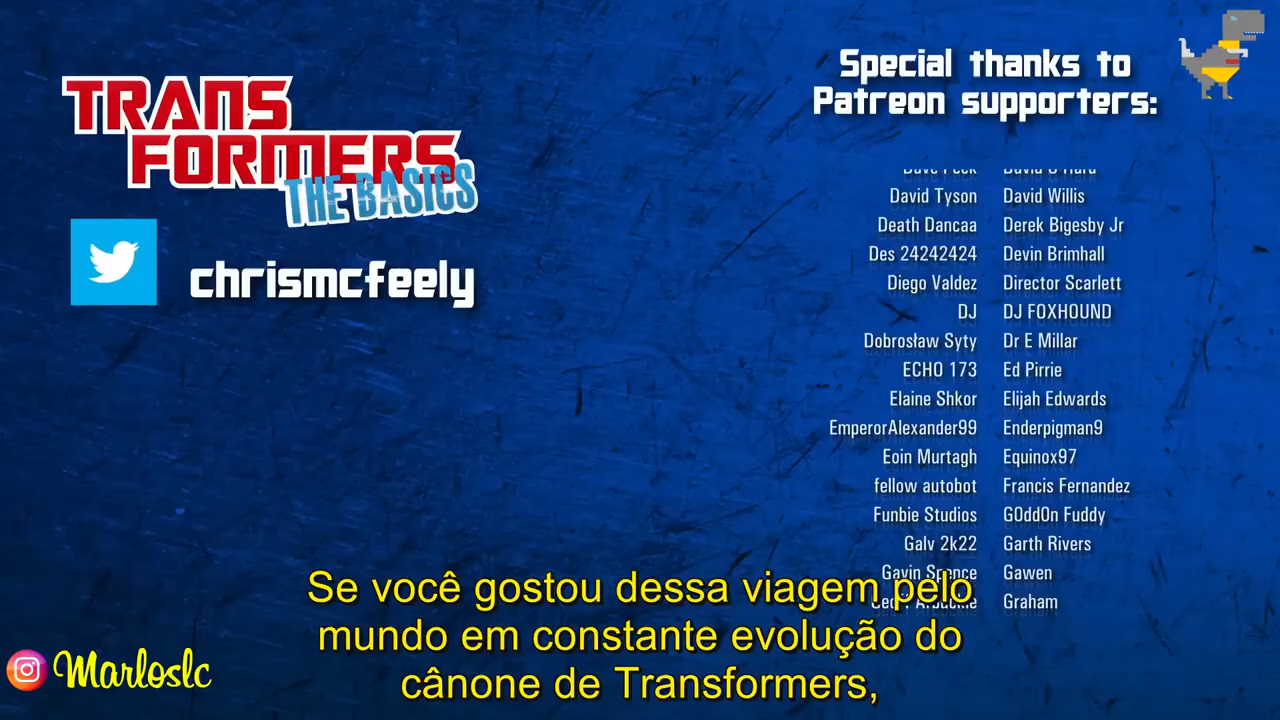 TRANS
FORMERS
THE BASICS
chrismcfeely
Special thanks to
Patreon supporters:
David Tyson David Willis
Death Dancaa Derek Bigesby Jr
Des 24242424 Devin Brimhall
Diego Valdez Director Scarlett
DJ DJ FOXHOUND
Dobrosław Syty Dr E Millar
ECHO 173 Ed Pirrie
Elaine Shkor Elijah Edwards
EmperorAlexander99 Enderpigman9
Eoin Murtagh Equinox97
fellow autobot Francis Fernandez
Funbie Studios G0dd0n Fuddy
Galv 2k22 Garth Rivers
Gavin Spence Gawen
Graham
Se você gostou dessa viagem pelo
mundo em constante evolução do
cânone de Transformers,
Marloslc